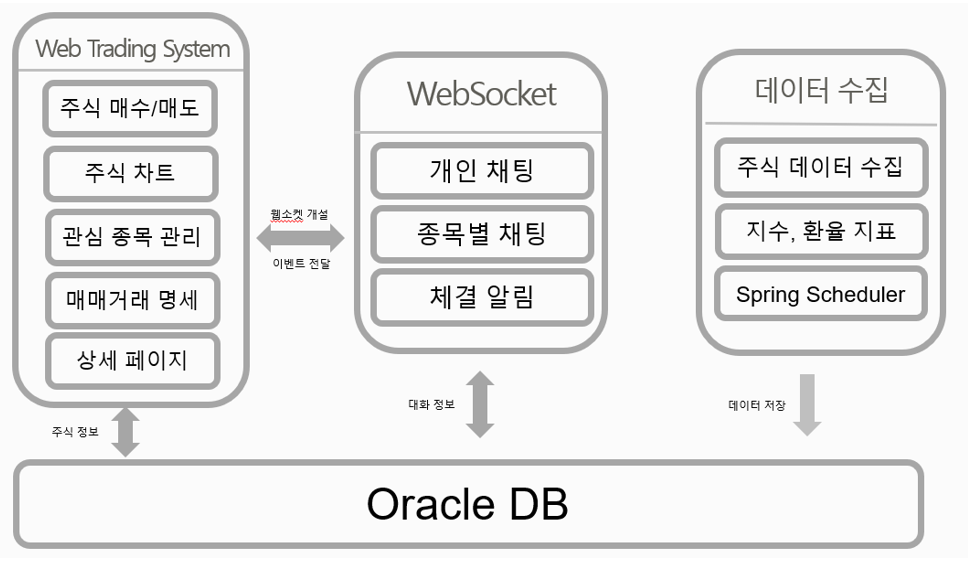 Web Trading System
주식 매수/매도
주식 차트
관심 종목 관리
매매거래 명세
상세 페이지
웹소켓 개설
이벤트 전달
WebSocket
개인 채팅
종목별 채팅
체결 알림
데이터 수집
주식 데이터 수집
지수, 환율 지표
Spring Scheduler
주식 정보
대화 정보
데이터 저장
Oracle DB